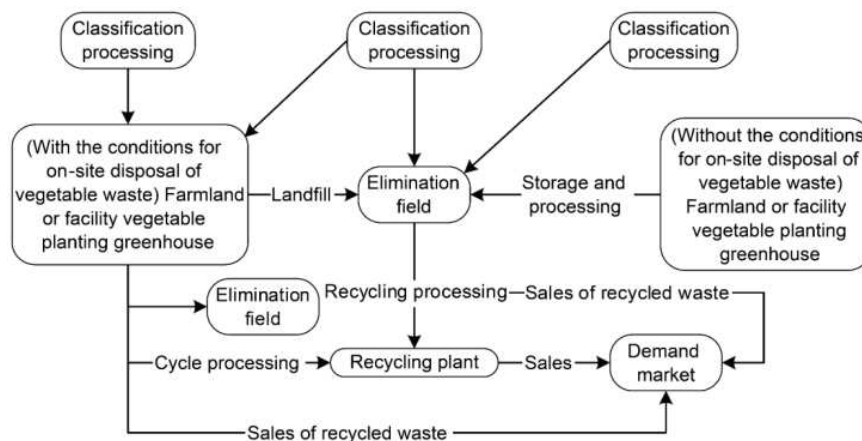 Classification
processing
Classification
processing
Classification
processing
(With the conditions for
on-site disposal of
vegetable waste) Farmland
or facility vegetable
planting greenhouse
Landfill
Elimination
field
Storage and
processing
(Without the conditions
for on-site disposal of
vegetable waste)
Farmland or facility
vegetable planting
greenhouse
Elimination
field
Recycling processing
Sales of recycled waste
Cycle processing
Recycling plant
Sales
Demand
market
Sales of recycled waste